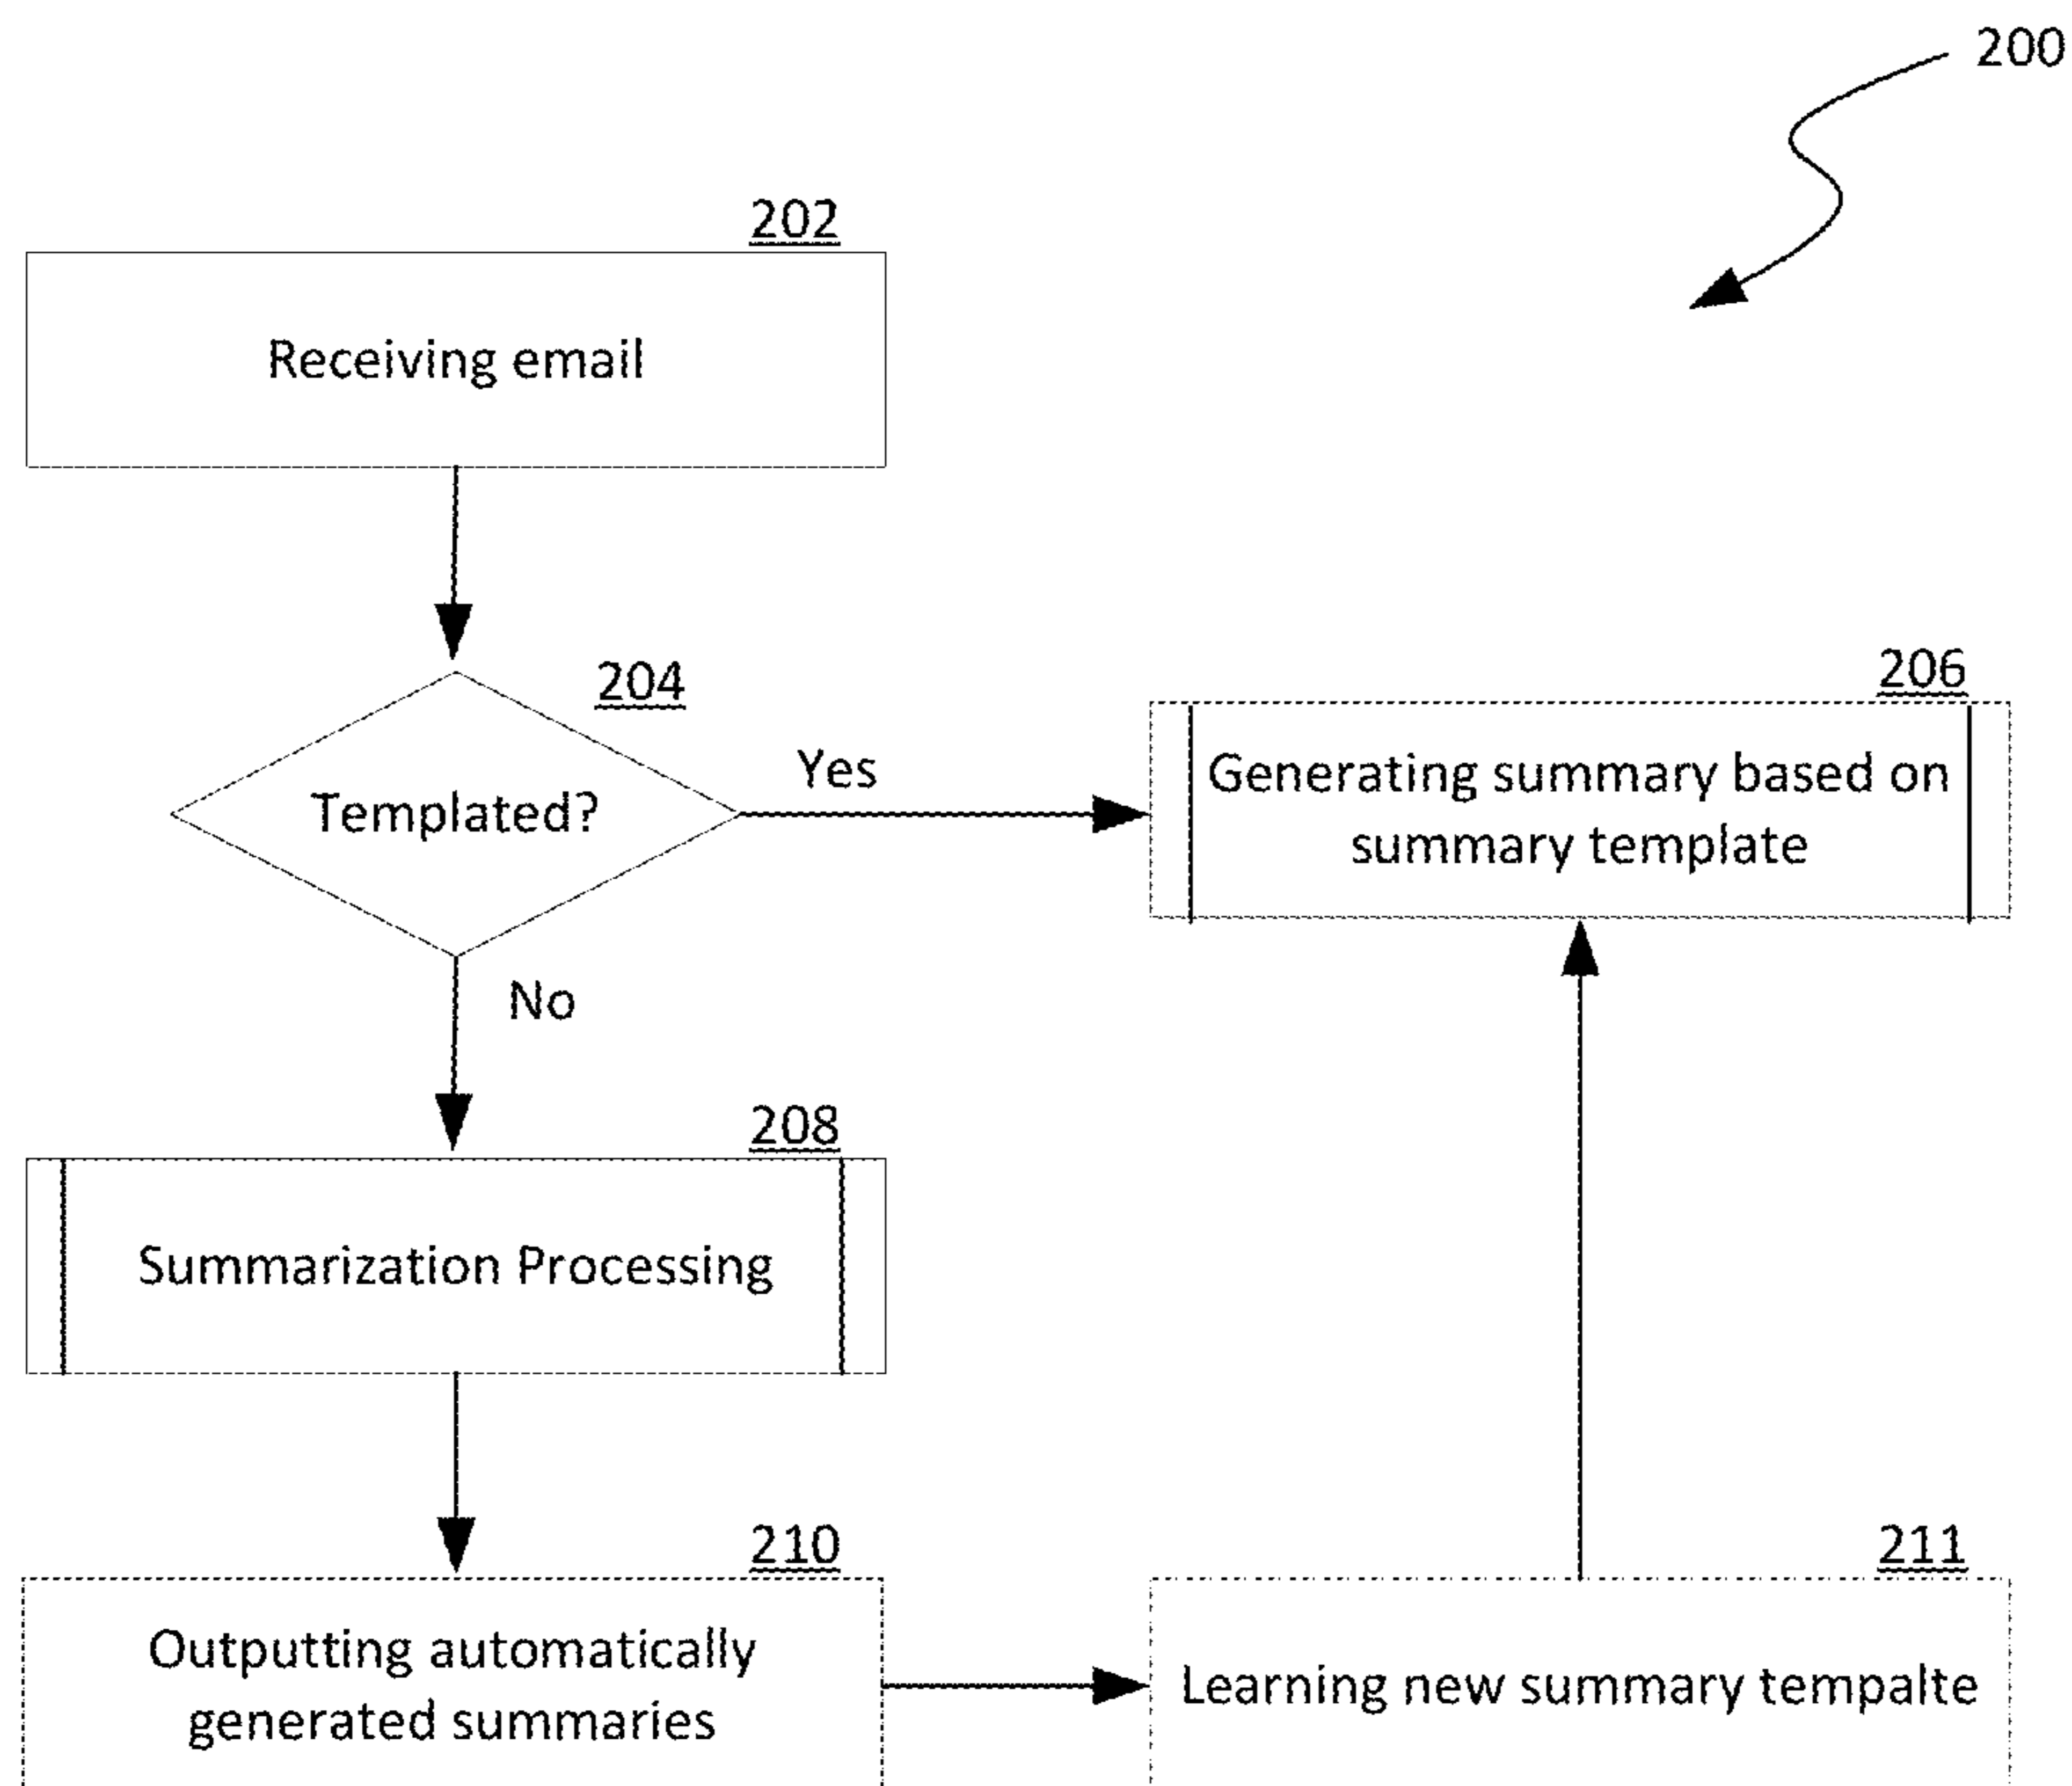 200
202
Receiving email
204
Templated?
Yes
206
Generating summary based on
summary template
No
208
Summarization Processing
210
Outputting automatically
generated summaries
211
Learning new summary tempalte